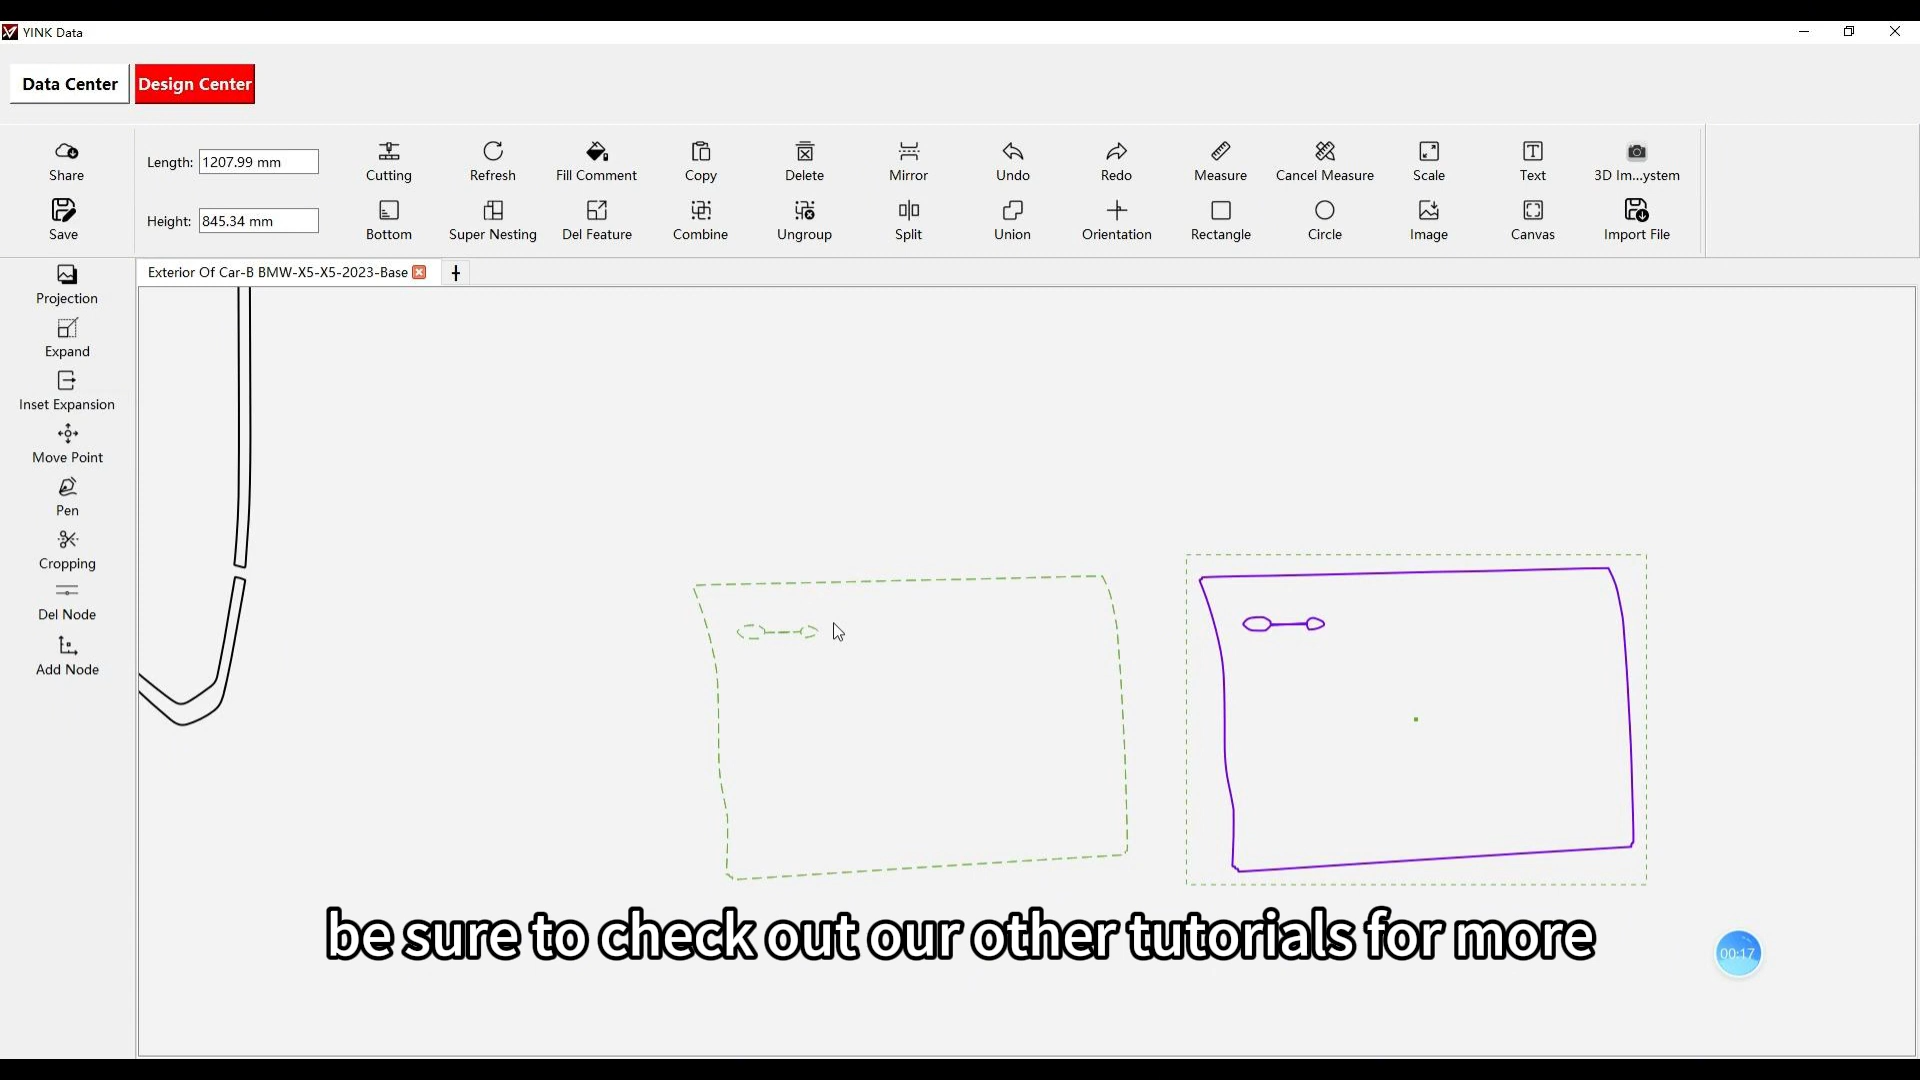 YINK Data
Data Center Design Center
Share
Save
Length: 1207.99 mm
Height: 845.34 mm
Cutting Refresh Fill Comment Copy Delete Mirror Undo Redo Measure Cancel Measure Scale Text 3D Im...ystem
Bottom Super Nesting Del Feature Combine Ungroup Split Union Orientation Rectangle Circle Image Canvas Import File
Exterior Of Car-B BMW-X5-X5-2023-Base
Projection
Expand
Inset Expansion
Move Point
Pen
Cropping
Del Node
Add Node
be sure to check out our other tutorials for more
00:17